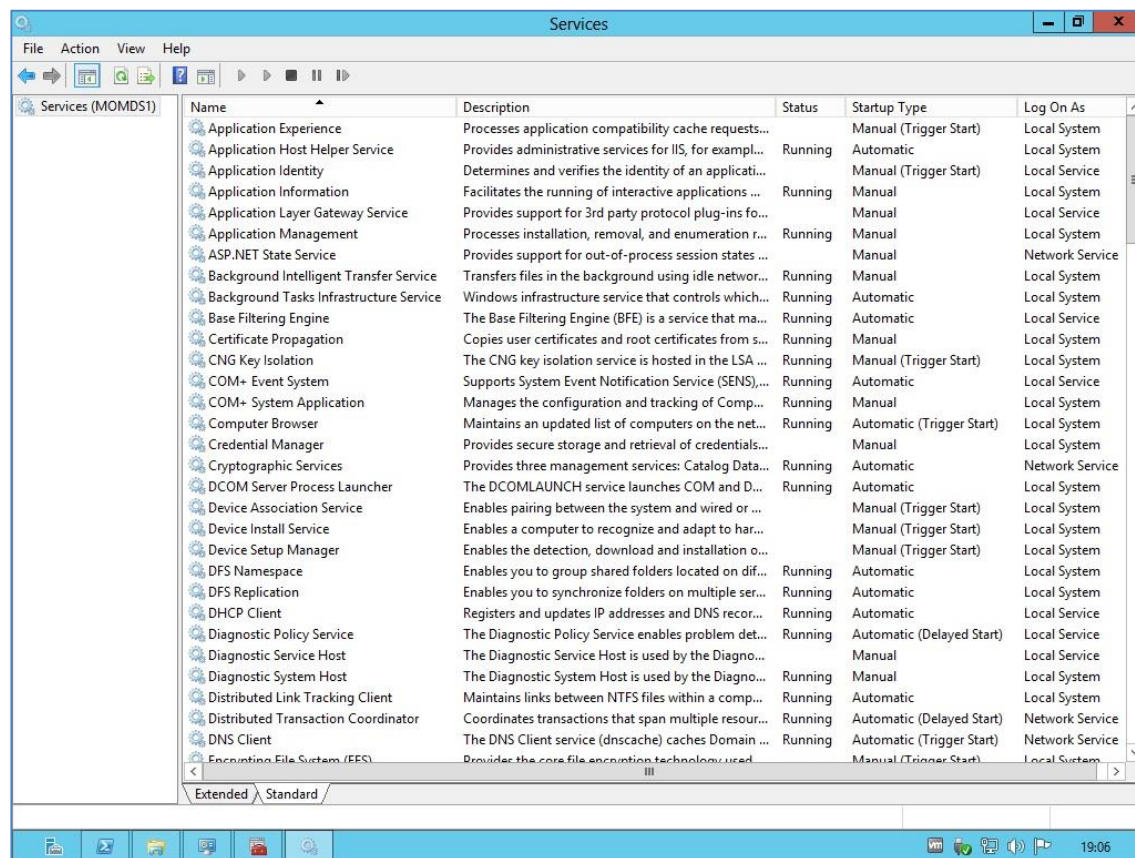 Services
File Action View Help
Services (MOMDS1)
Name Description Status Startup Type Log On As
Application Experience Processes application compatibility cache requests... Manual (Trigger Start) Local System
Application Host Helper Service Provides administrative services for IIS, for exampl... Running Automatic Local System
Application Identity Determines and verifies the identity of an applicati... Manual (Trigger Start) Local Service
Application Information Facilitates the running of interactive applications ... Running Manual Local System
Application Layer Gateway Service Provides support for 3rd party protocol plug-ins fo... Manual Local Service
Application Management Processes installation, removal, and enumeration r... Running Manual Local System
ASP.NET State Service Provides support for out-of-process session states ... Manual Network Service
Background Intelligent Transfer Service Transfers files in the background using idle networ... Running Manual Local System
Background Tasks Infrastructure Service Windows infrastructure service that controls which... Running Automatic Local System
Base Filtering Engine The Base Filtering Engine (BFE) is a service that ma... Running Automatic Local Service
Certificate Propagation Copies user certificates and root certificates from s... Running Manual Local System
CNG Key Isolation The CNG key isolation service is hosted in the LSA ... Running Manual (Trigger Start) Local System
COM+ Event System Supports System Event Notification Service (SENS),... Running Automatic Local Service
COM+ System Application Manages the configuration and tracking of Comp... Running Manual Local System
Computer Browser Maintains an updated list of computers on the net... Running Automatic (Trigger Start) Local System
Credential Manager Provides secure storage and retrieval of credentials... Manual Local System
Cryptographic Services Provides three management services: Catalog Data... Running Automatic Network Service
DCOM Server Process Launcher The DCOMLAUNCH service launches COM and D... Running Automatic Local System
Device Association Service Enables pairing between the system and wired or ... Manual (Trigger Start) Local System
Device Install Service Enables a computer to recognize and adapt to har... Manual (Trigger Start) Local System
Device Setup Manager Enables the detection, download and installation o... Manual (Trigger Start) Local System
DFS Namespace Enables you to group shared folders located on dif... Running Automatic Local System
DFS Replication Enables you to synchronize folders on multiple ser... Running Automatic Local System
DHCP Client Registers and updates IP addresses and DNS recor... Running Automatic Local Service
Diagnostic Policy Service The Diagnostic Policy Service enables problem det... Running Automatic (Delayed Start) Local Service
Diagnostic Service Host The Diagnostic Service Host is used by the Diagno... Manual Local Service
Diagnostic System Host The Diagnostic System Host is used by the Diagno... Running Manual Local System
Distributed Link Tracking Client Maintains links between NTFS files within a comp... Running Automatic Local System
Distributed Transaction Coordinator Coordinates transactions that span multiple resour... Running Automatic (Delayed Start) Network Service
DNS Client The DNS Client service (dnscache) caches Domain ... Running Automatic (Trigger Start) Network Service
Encrypting File System (EFS) Provides the core file encryption technology used... Manual (Trigger Start) Local System
Extended Standard
vm 19:06